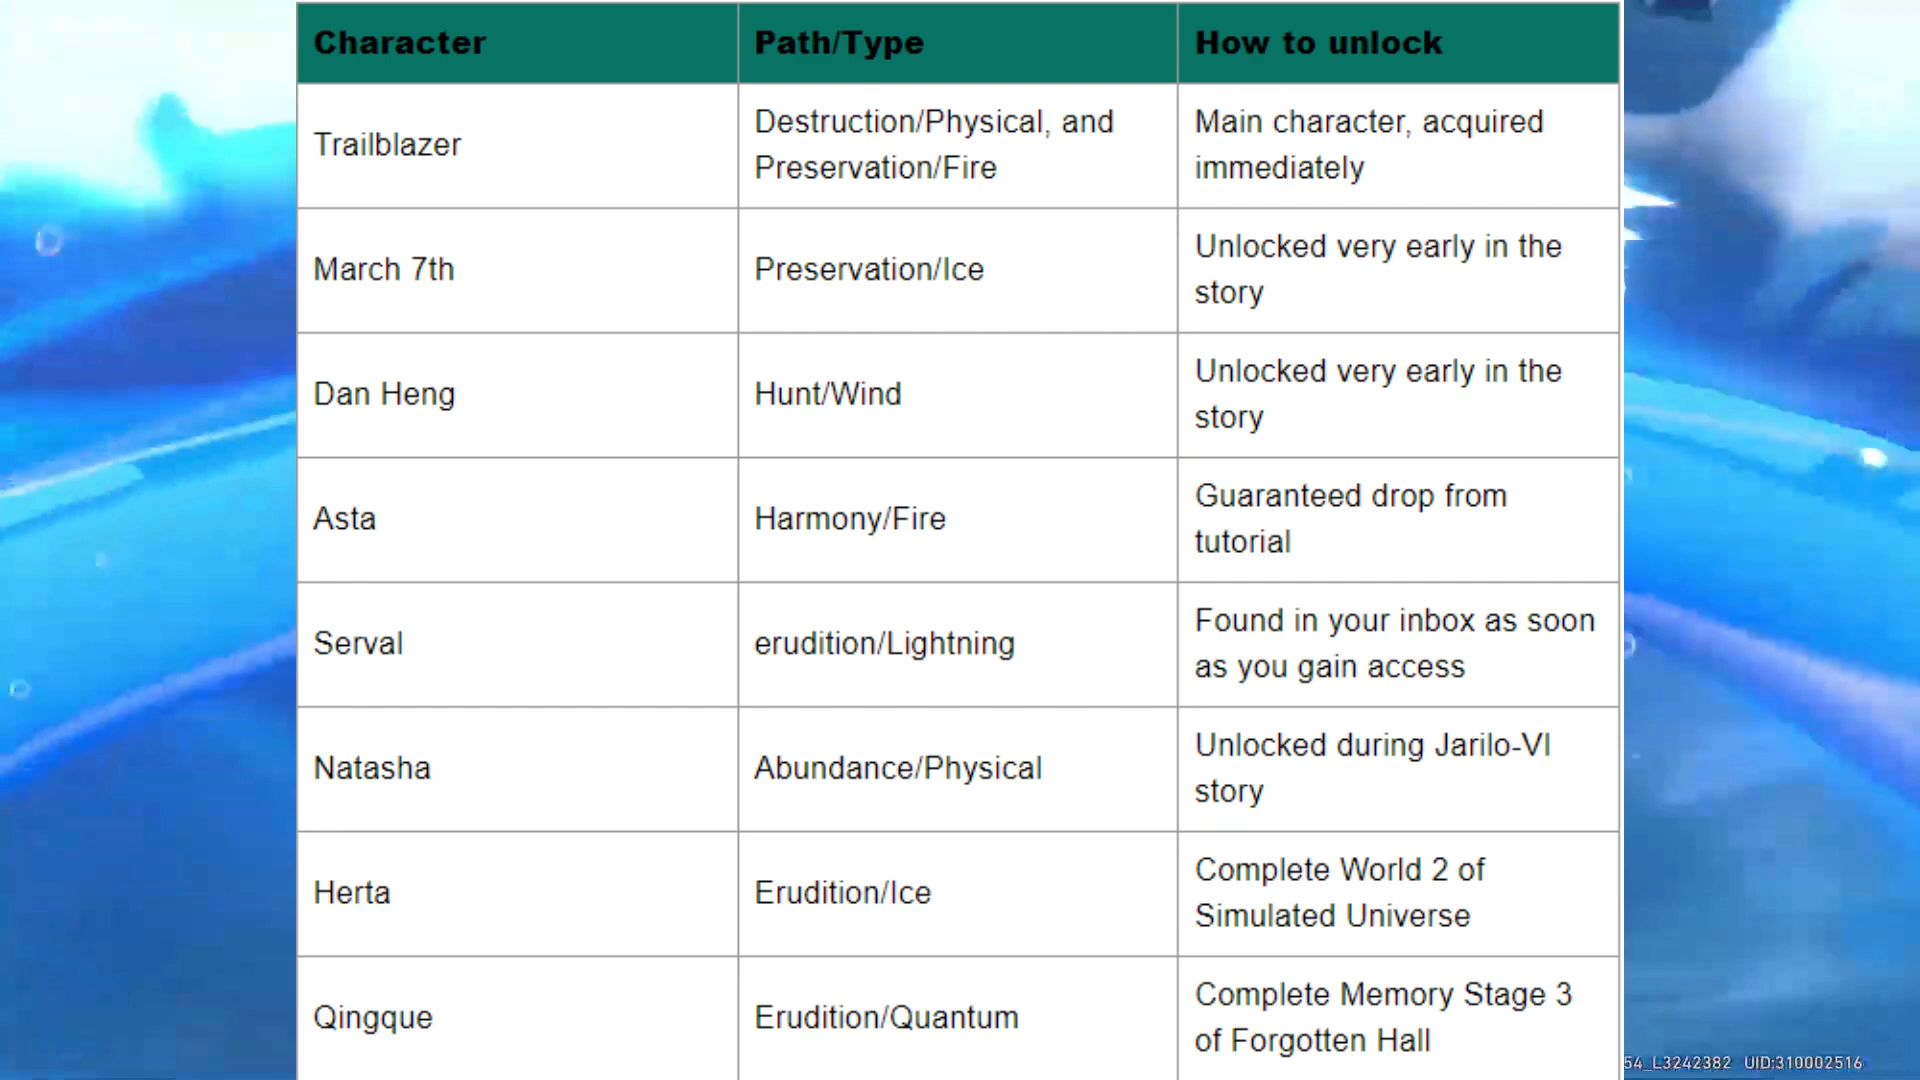 Character Path/Type How to unlock
Trailblazer
Destruction/Physical, and
Preservation/Fire
Main character, acquired
immediately
March 7th
Preservation/Ice
Unlocked very early in the
story
Dan Heng
Hunt/Wind
Unlocked very early in the
story
Asta
Harmony/Fire
Guaranteed drop from
tutorial
Serval
erudition/Lightning
Found in your inbox as soon
as you gain access
Natasha
Abundance/Physical
Unlocked during Jarilo-VI
story
Herta
Erudition/Ice
Complete World 2 of
Simulated Universe
Qingque
Erudition/Quantum
Complete Memory Stage 3
of Forgotten Hall
54_L3242382 UID:310002516